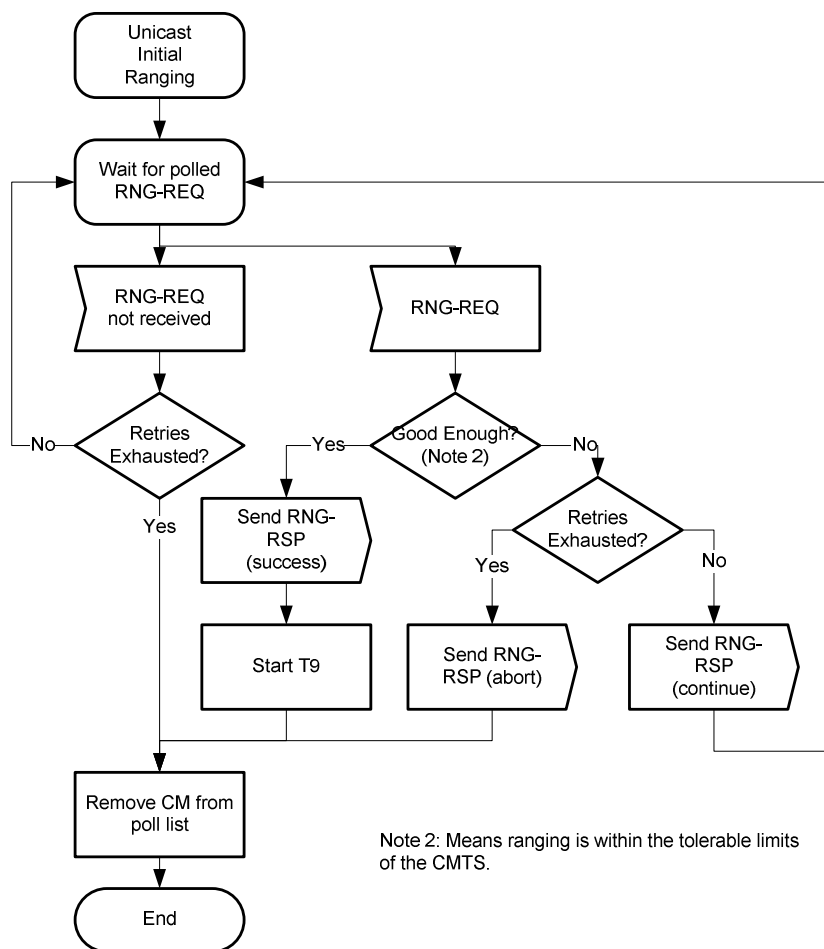 Unicast
Initial
Ranging
Wait for polled
RNG-REQ
RNG-REQ
not received
RNG-REQ
Retries
Exhausted?
No
Yes
Good Enough?
(Note 2)
Yes
No
Send RNG-
RSP
(success)
Retries
Exhausted?
Yes
No
Start T9
Send RNG-
RSP (abort)
Send RNG-
RSP
(continue)
Remove CM from
poll list
Note 2: Means ranging is within the tolerable limits
of the CMTS.
End